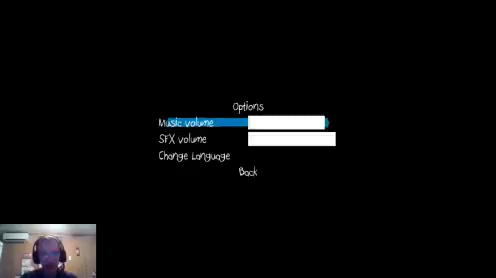 Options
Music volume
SFX volume
Change Language
Back